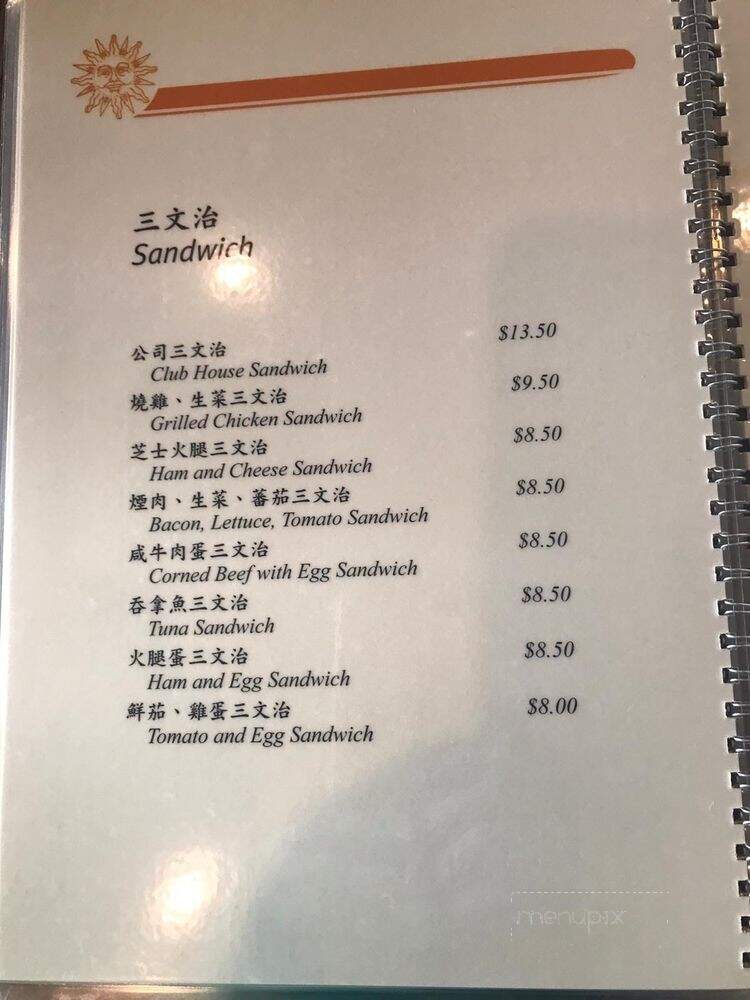 三文治
Sandwich
公司三文治 $13.50
Club House Sandwich
燒雞、生菜三文治 $9.50
Grilled Chicken Sandwich
芝士火腿三文治 $8.50
Ham and Cheese Sandwich
煙肉、生菜、蕃茄三文治 $8.50
Bacon, Lettuce, Tomato Sandwich
咸牛肉蛋三文治 $8.50
Corned Beef with Egg Sandwich
吞拿魚三文治 $8.50
Tuna Sandwich
火腿蛋三文治 $8.50
Ham and Egg Sandwich
鮮茄、雞蛋三文治 $8.00
Tomato and Egg Sandwich
menupix